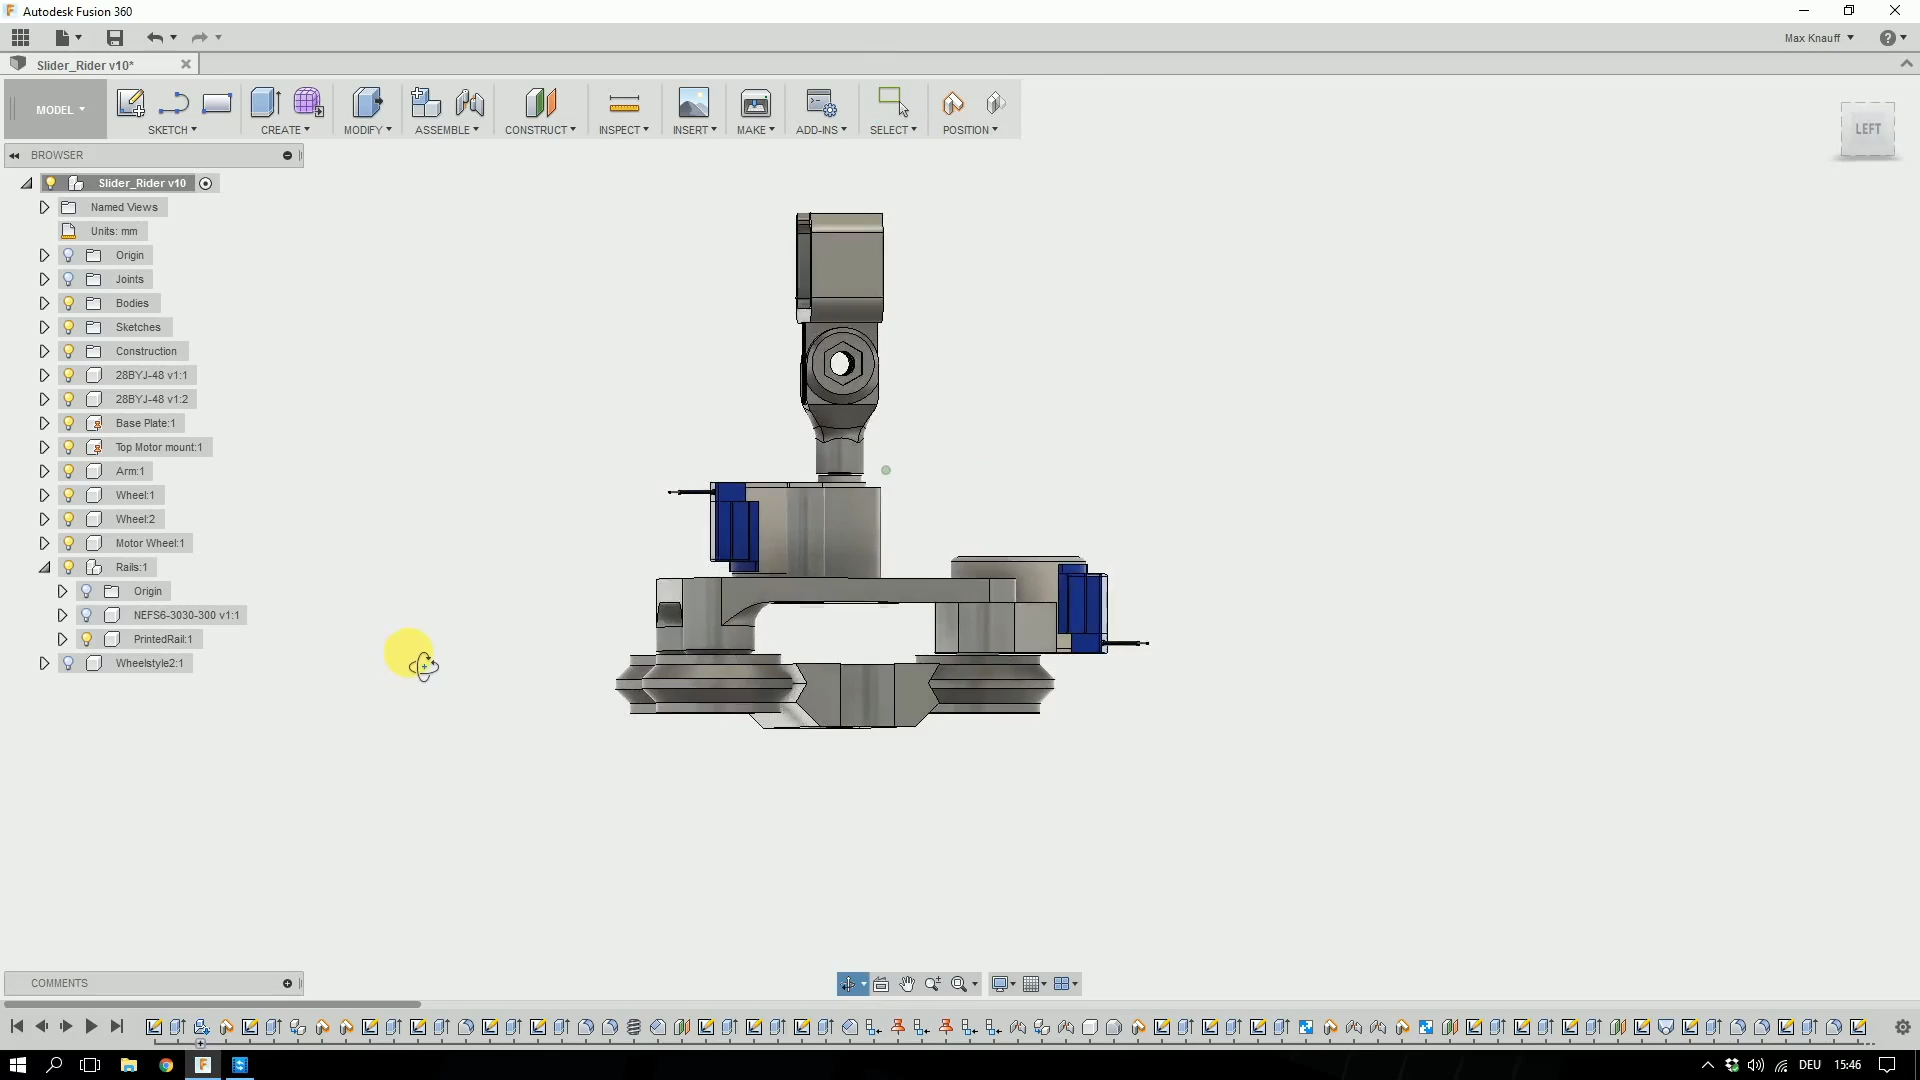 Autodesk Fusion 360
Max Knauff
Slider_Rider v10*
MODEL
SKETCH
CREATE
MODIFY
ASSEMBLE
CONSTRUCT
INSPECT
INSERT
MAKE
ADD-INS
SELECT
POSITION
LEFT
BROWSER
Slider_Rider v10
Named Views
Units: mm
Origin
Joints
Bodies
Sketches
Construction
28BYJ-48 v1:1
28BYJ-48 v1:2
Base Plate:1
Top Motor mount:1
Arm:1
Wheel:1
Wheel:2
Motor Wheel:1
Rails:1
Origin
NEFS6-3030-300 v1:1
PrintedRail:1
Wheelstyle2:1
COMMENTS
DEU
15:46